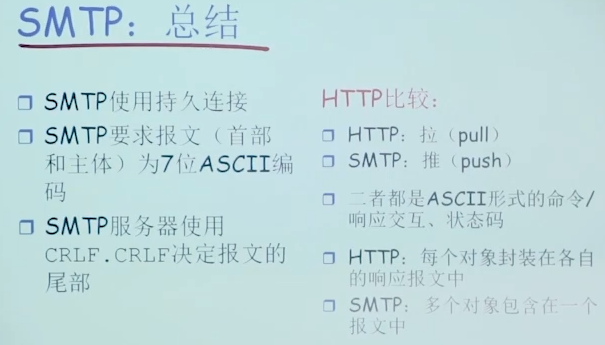 SMTP：总结
SMTP使用持久连接
SMTP要求报文（首部
和主体）为7位ASCII编
码
SMTP服务器使用
CRLF.CRLF决定报文的
尾部
HTTP比较：
HTTP：拉（pull）
SMTP：推（push）
二者都是ASCII形式的命令/
响应交互、状态码
HTTP：每个对象封装在各自
的响应报文中
SMTP：多个对象包含在一个
报文中